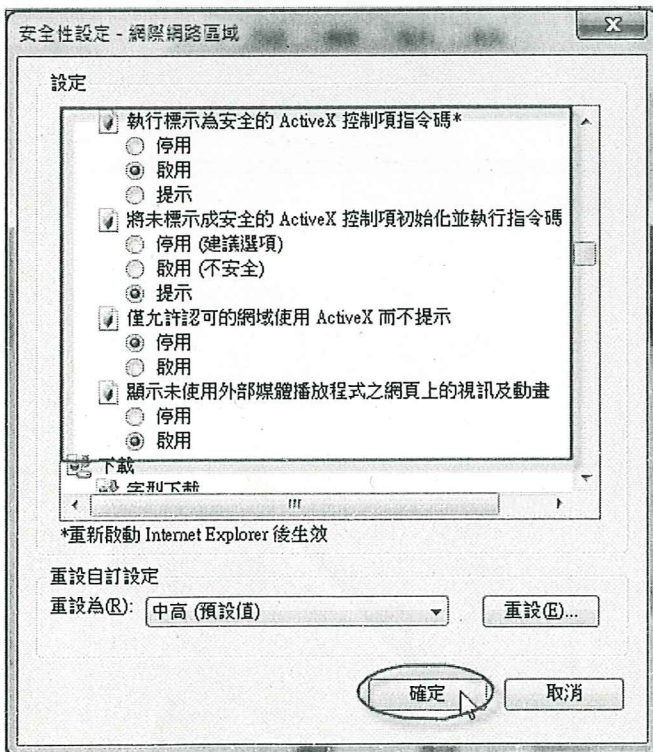 安全性設定 - 網際網路區域
設定
執行標示為安全的 ActiveX 控制項指令碼*
停用
啟用
提示
將未標示成安全的 ActiveX 控制項初始化並執行指令碼
停用 (建議選項)
啟用 (不安全)
提示
僅允許認可的網域使用 ActiveX 而不提示
停用
啟用
顯示未使用外部媒體播放程式之網頁上的視訊及動畫
停用
啟用
下載
字型下載
*重新啟動 Internet Explorer 後生效
重設自訂設定
重設為(R): 中高 (預設值) 重設(E)...
確定 取消